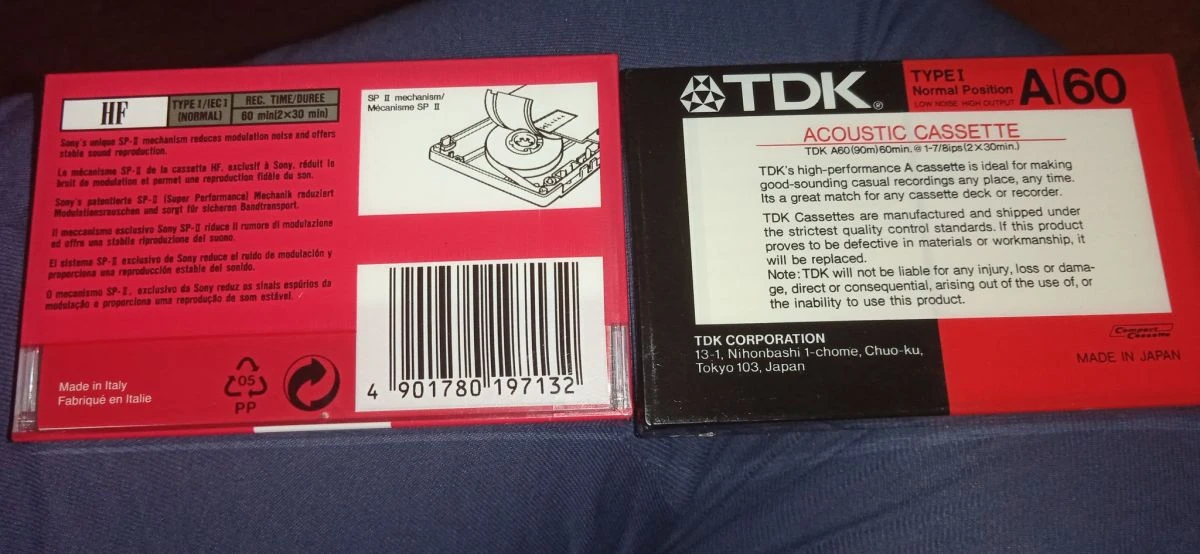 HF
TYPE I/IEC I
(NORMAL)
REC. TIME/DUREE
60 min(2×30 min)
Sony's unique SP-II mechanism reduces modulation noise and offers
stable sound reproduction.
Le mécanisme SP-II de la cassette HF, exclusif à Sony, réduit le
bruit de modulation et permet une reproduction fidèle du son.
Sony's patentierte SP-II (Super Performance) Mechanik reduziert
Modulationsrauschen und sorgt für sicheren Bandtransport.
Il meccanismo esclusivo Sony SP-II riduce il rumore di modulazione
ed offre una stabile riproduzione del suono.
El sistema SP-II exclusivo de Sony reduce el ruido de modulación y
proporciona una reproducción estable del sonido.
O mecanismo SP-II, exclusivo da Sony reduz os sinais espúrios da
modulação e proporciona uma reprodução de som estável.
Made in Italy
Fabriqué en Italie
05
PP
SP II mechanism/
Mécanisme SP II
4 901780 197132
TDK®
TYPE I
Normal Position
LOW NOISE HIGH OUTPUT
A/60
ACOUSTIC CASSETTE
TDK A60(90m)60min.@1-7/8ips(2×30min.)
TDK's high-performance A cassette is ideal for making
good-sounding casual recordings any place, any time.
Its a great match for any cassette deck or recorder.
TDK Cassettes are manufactured and shipped under
the strictest quality control standards. If this product
proves to be defective in materials or workmanship, it
will be replaced.
Note: TDK will not be liable for any injury, loss or dama-
ge, direct or consequential, arising out of the use of, or
the inability to use this product.
TDK CORPORATION
13-1, Nihonbashi 1-chome, Chuo-ku,
Tokyo 103, Japan
Compact
Cassette
MADE IN JAPAN